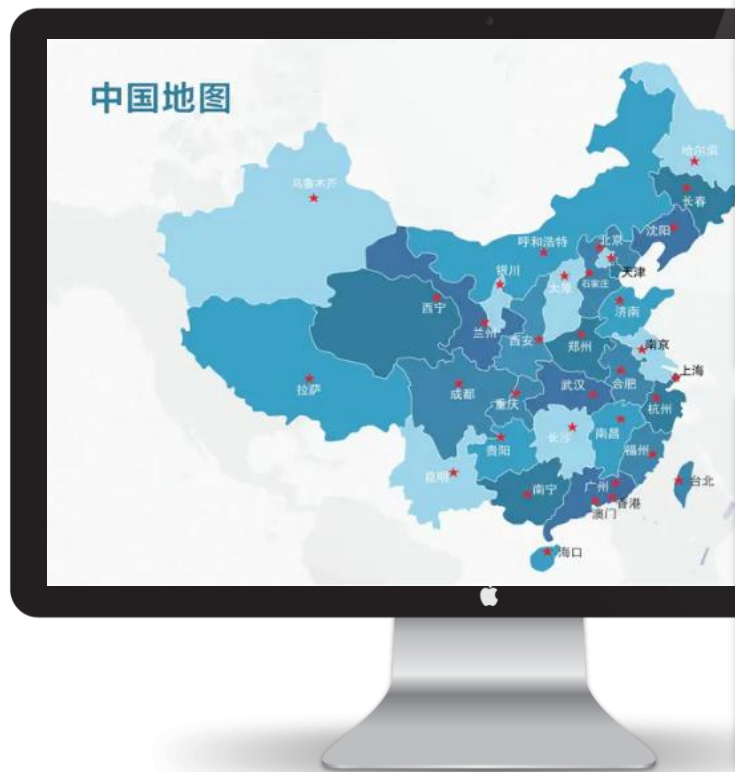 中国地图
哈尔滨
乌鲁木齐
长春
沈阳
呼和浩特
北京
银川
天津
太原
石家庄
西宁
济南
兰州
西安
郑州
南京
上海
拉萨
成都
重庆
武汉
合肥
杭州
长沙
南昌
贵阳
福州
昆明
南宁
广州
台北
香港
澳门
海口